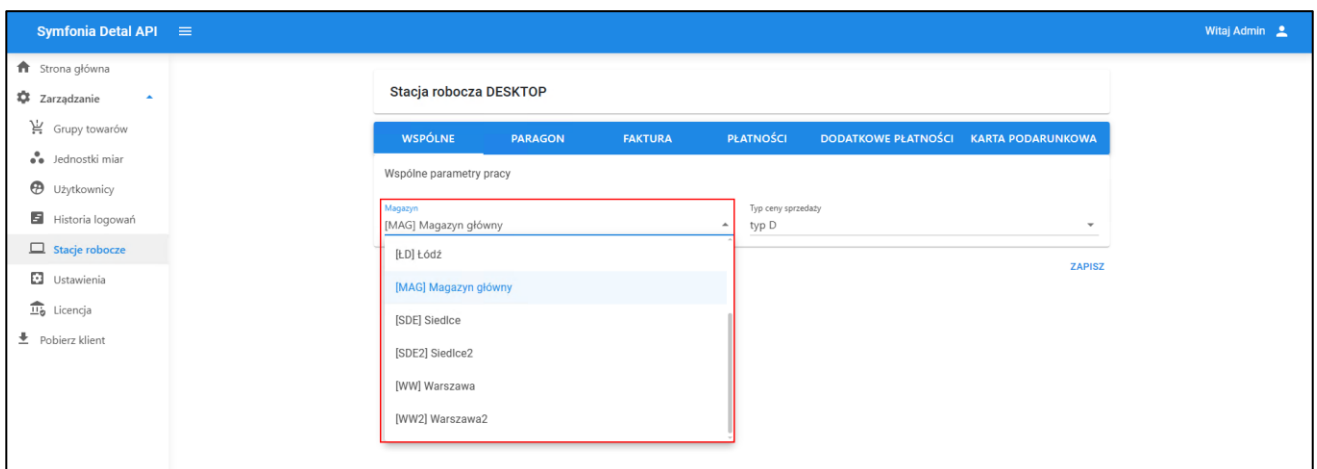 Symfonia Detal API
Witaj Admin
Strona główna
Zarządzanie
Grupy towarów
Jednostki miar
Użytkownicy
Historia logowań
Stacje robocze
Ustawienia
Licencja
Pobierz klient
Stacja robocza DESKTOP
WSPÓLNE PARAGON FAKTURA PŁATNOŚCI DODATKOWE PŁATNOŚCI KARTA PODARUNKOWA
Wspólne parametry pracy
Magazyn
[MAG] Magazyn główny
Typ ceny sprzedaży
typ D
[ŁD] Łódź
[MAG] Magazyn główny
[SDE] Siedlce
[SDE2] Siedlce2
[WW] Warszawa
[WW2] Warszawa2
ZAPISZ